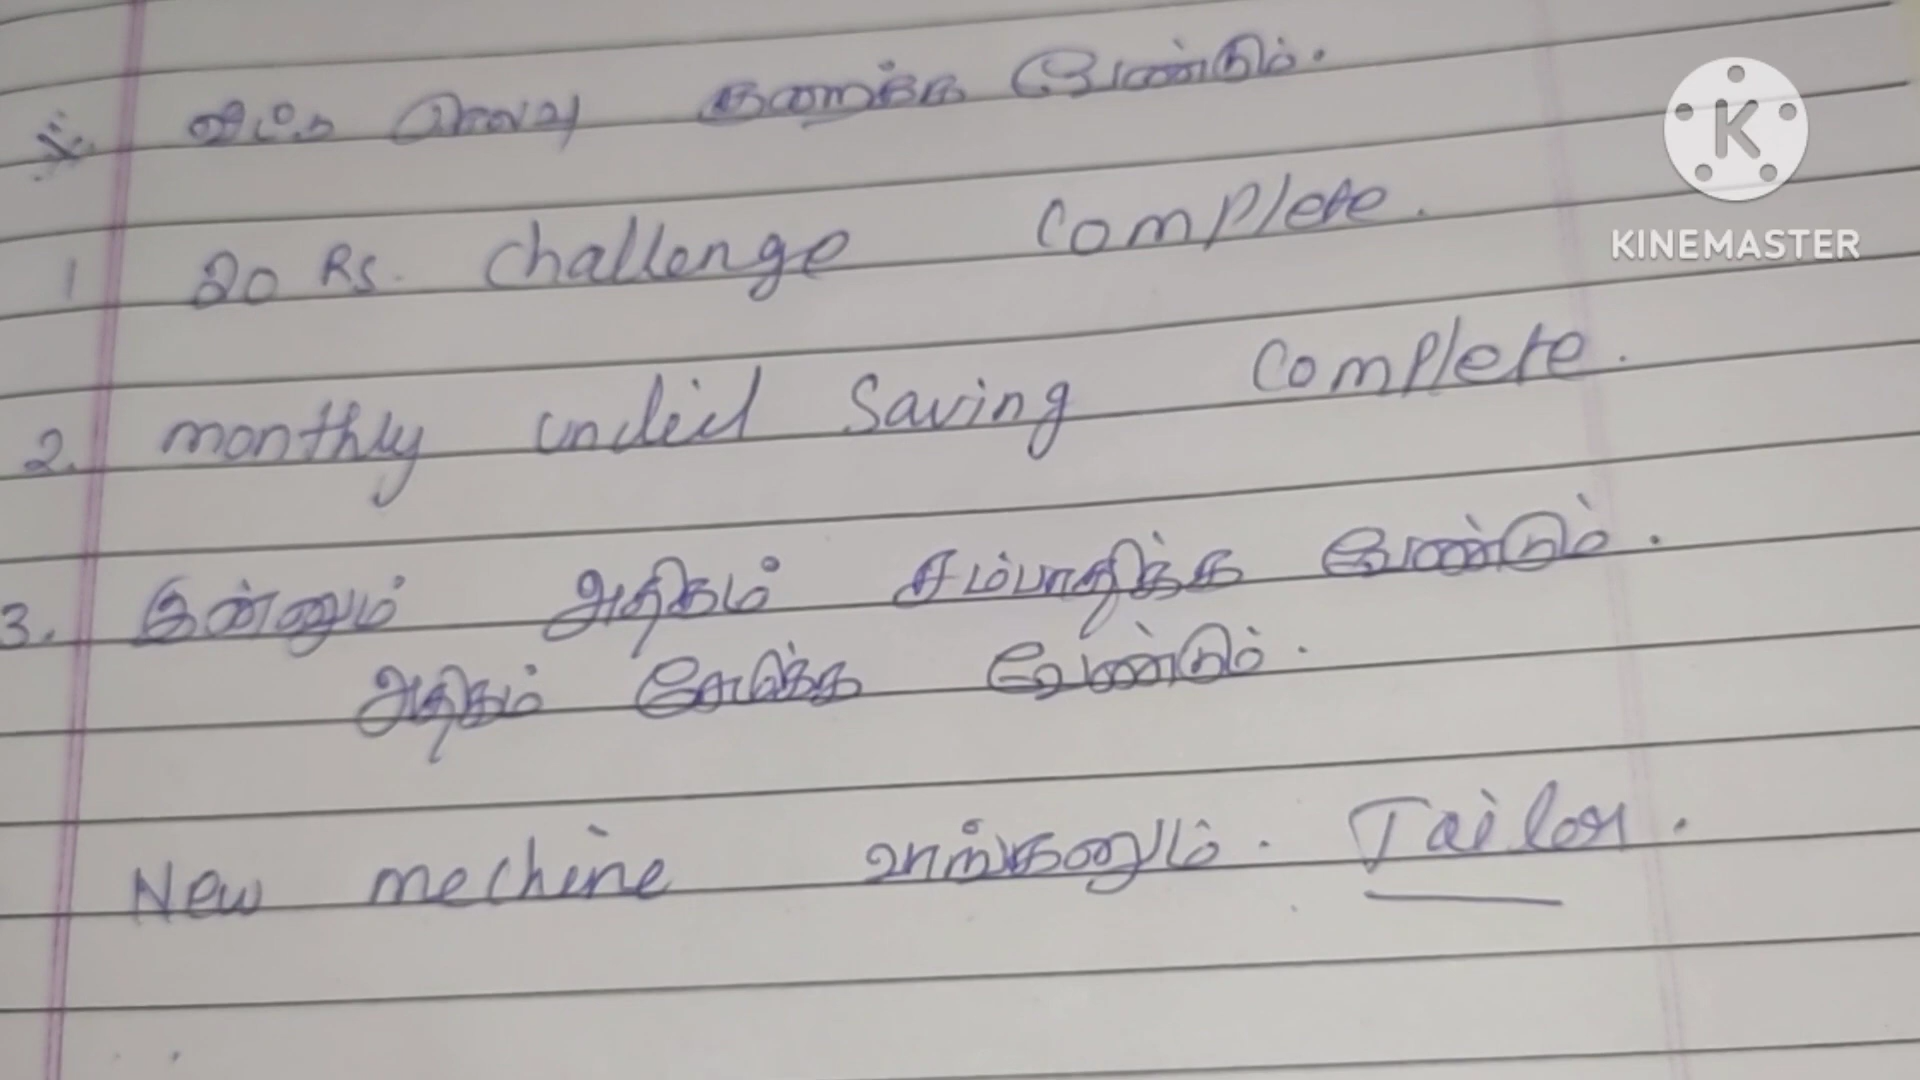 வீட்டு செலவு குறைக்க வேண்டும்.
1 20 Rs. challenge complete.
2. monthly undeil Saving complete.
3. இன்னும் அதிகம் சம்பாதிக்க வேண்டும்.
அதிகம் சேமிக்க வேண்டும்.
New mechine வாங்கனும். Tailor.
KINEMASTER